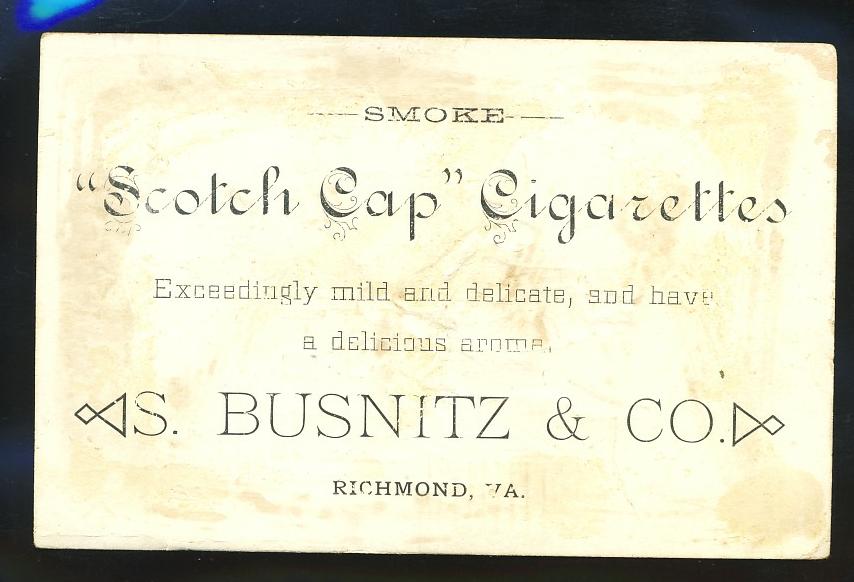 SMOKE
"Scotch Cap" Cigarettes
Exceedingly mild and delicate, and have
a delicious aroma.
S. BUSNITZ & CO.
RICHMOND, VA.